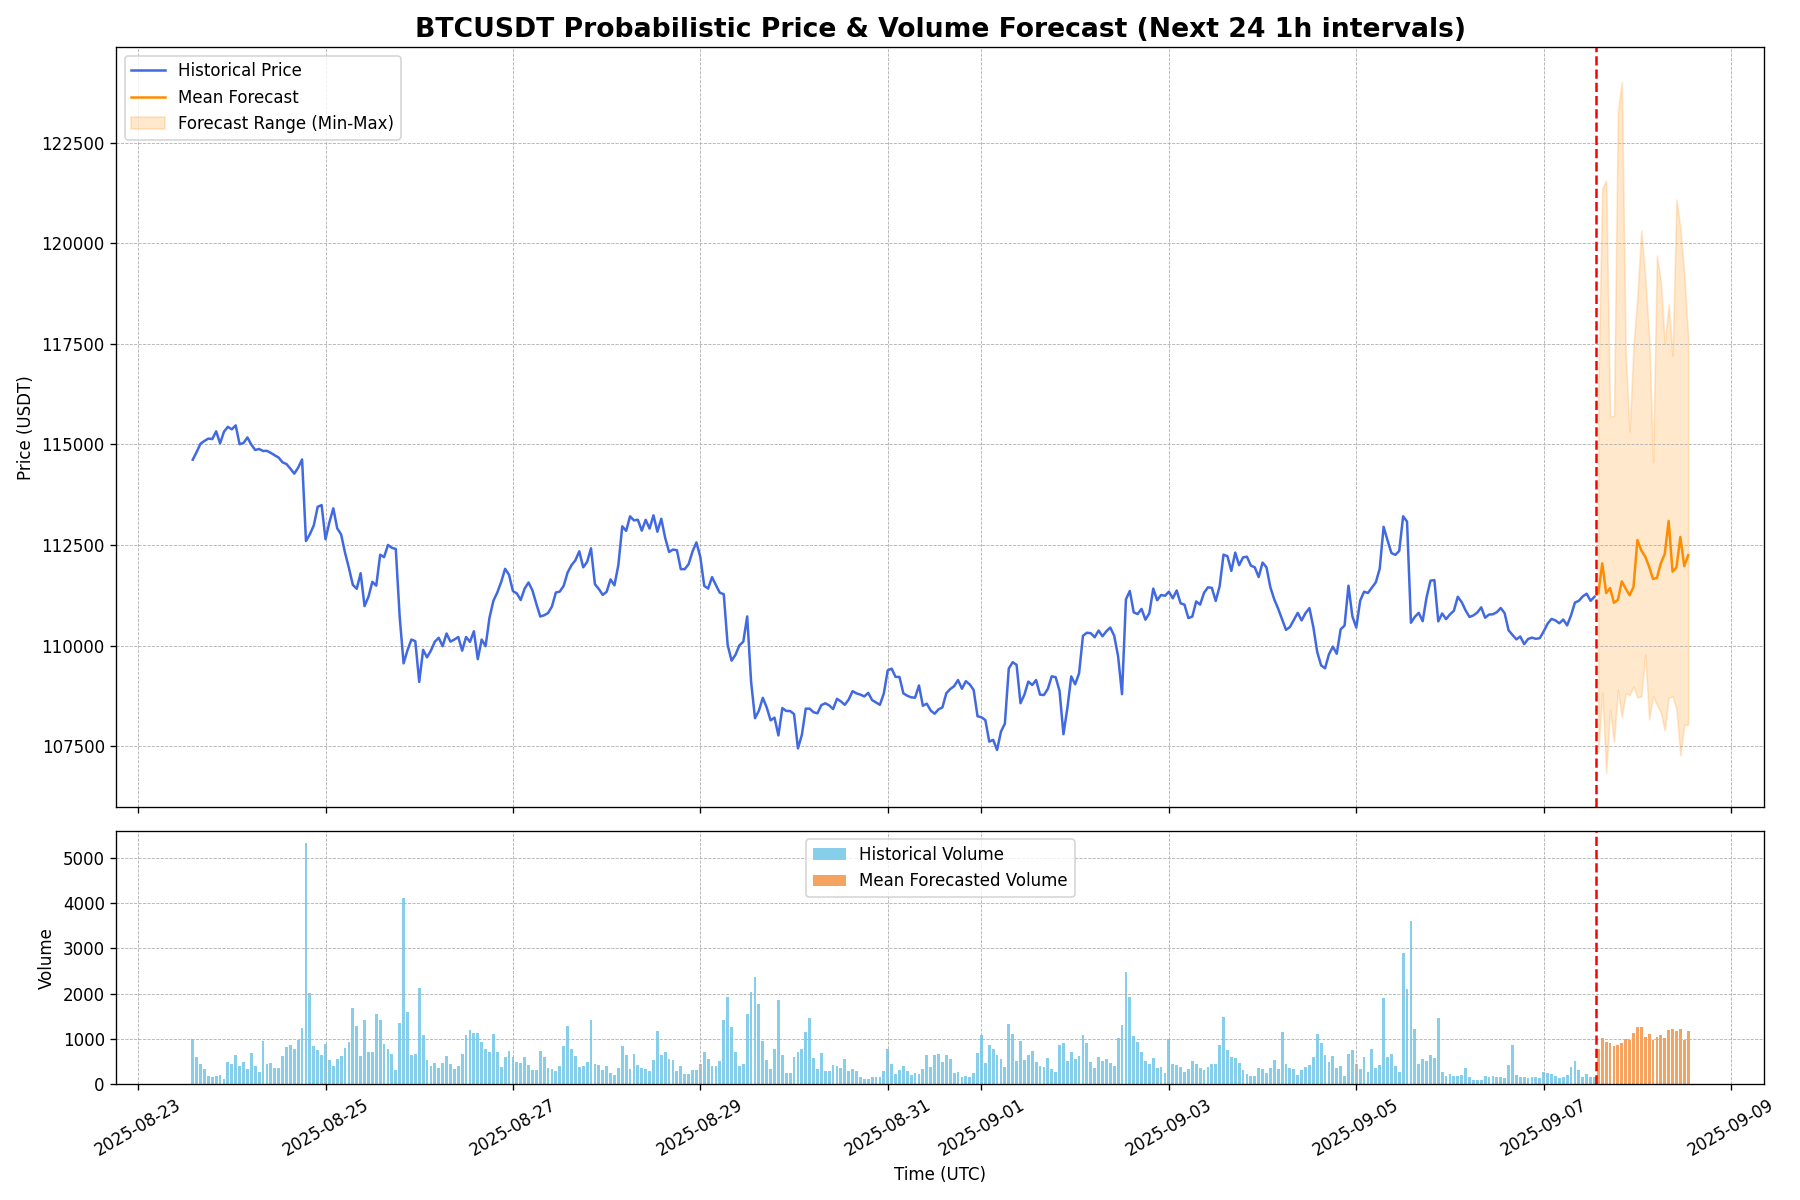 BTCUSDT Probabilistic Price & Volume Forecast (Next 24 1h intervals)
Historical Price
Mean Forecast
Forecast Range (Min-Max)
122500
120000
117500
115000
112500
110000
107500
Price (USDT)
Historical Volume
Mean Forecasted Volume
5000
4000
3000
2000
1000
0
Volume
2025-08-23
2025-08-25
2025-08-27
2025-08-29
2025-08-31
2025-09-01
2025-09-03
2025-09-05
2025-09-07
2025-09-09
Time (UTC)